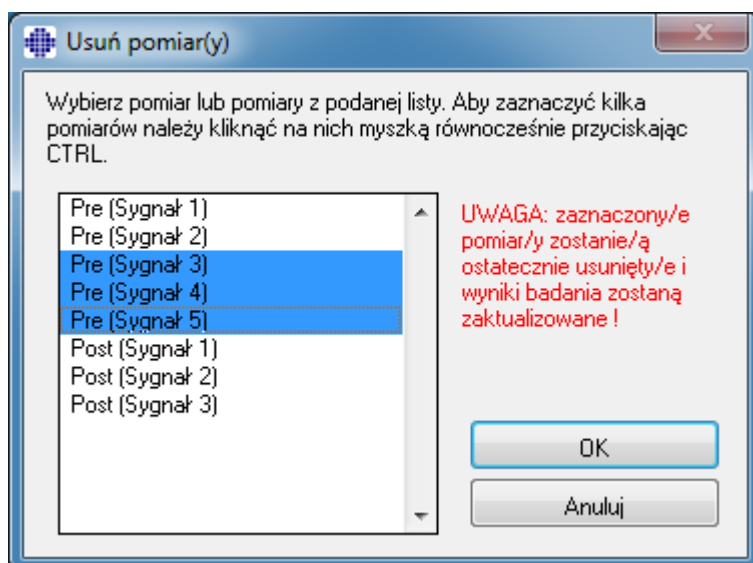 Usuń pomiar(y)
Wybierz pomiar lub pomiary z podanej listy. Aby zaznaczyć kilka
pomiarów należy kliknąć na nich myszką równocześnie przyciskając
CTRL.
Pre (Sygnał 1)
Pre (Sygnał 2)
Pre (Sygnał 3)
Pre (Sygnał 4)
Pre (Sygnał 5)
Post (Sygnał 1)
Post (Sygnał 2)
Post (Sygnał 3)
UWAGA: zaznaczony/e
pomiar/y zostanie/ą
ostatecznie usunięty/e i
wyniki badania zostaną
zaktualizowane !
OK
Anuluj